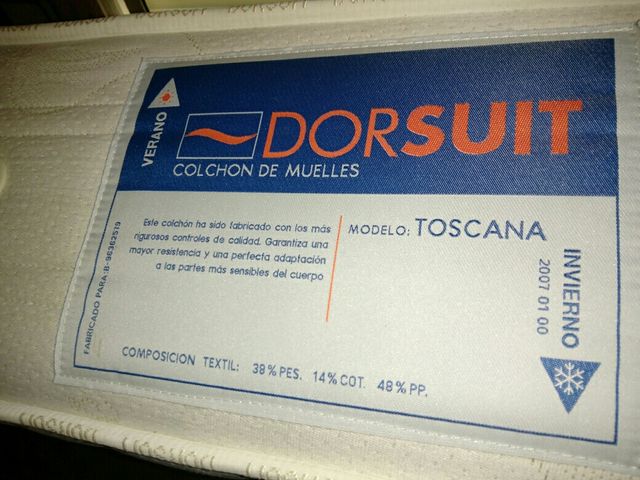 VERANO
DORSUIT
COLCHON DE MUELLES
Este colchón ha sido fabricado con los más
rigurosos controles de calidad. Garantiza una
mayor resistencia y una perfecta adaptación
a las partes más sensibles del cuerpo
MODELO: TOSCANA
INVIERNO
2007 01 00
FABRICADO PARA:B-96362579
COMPOSICION TEXTIL: 38%PES. 14%COT. 48%PP.